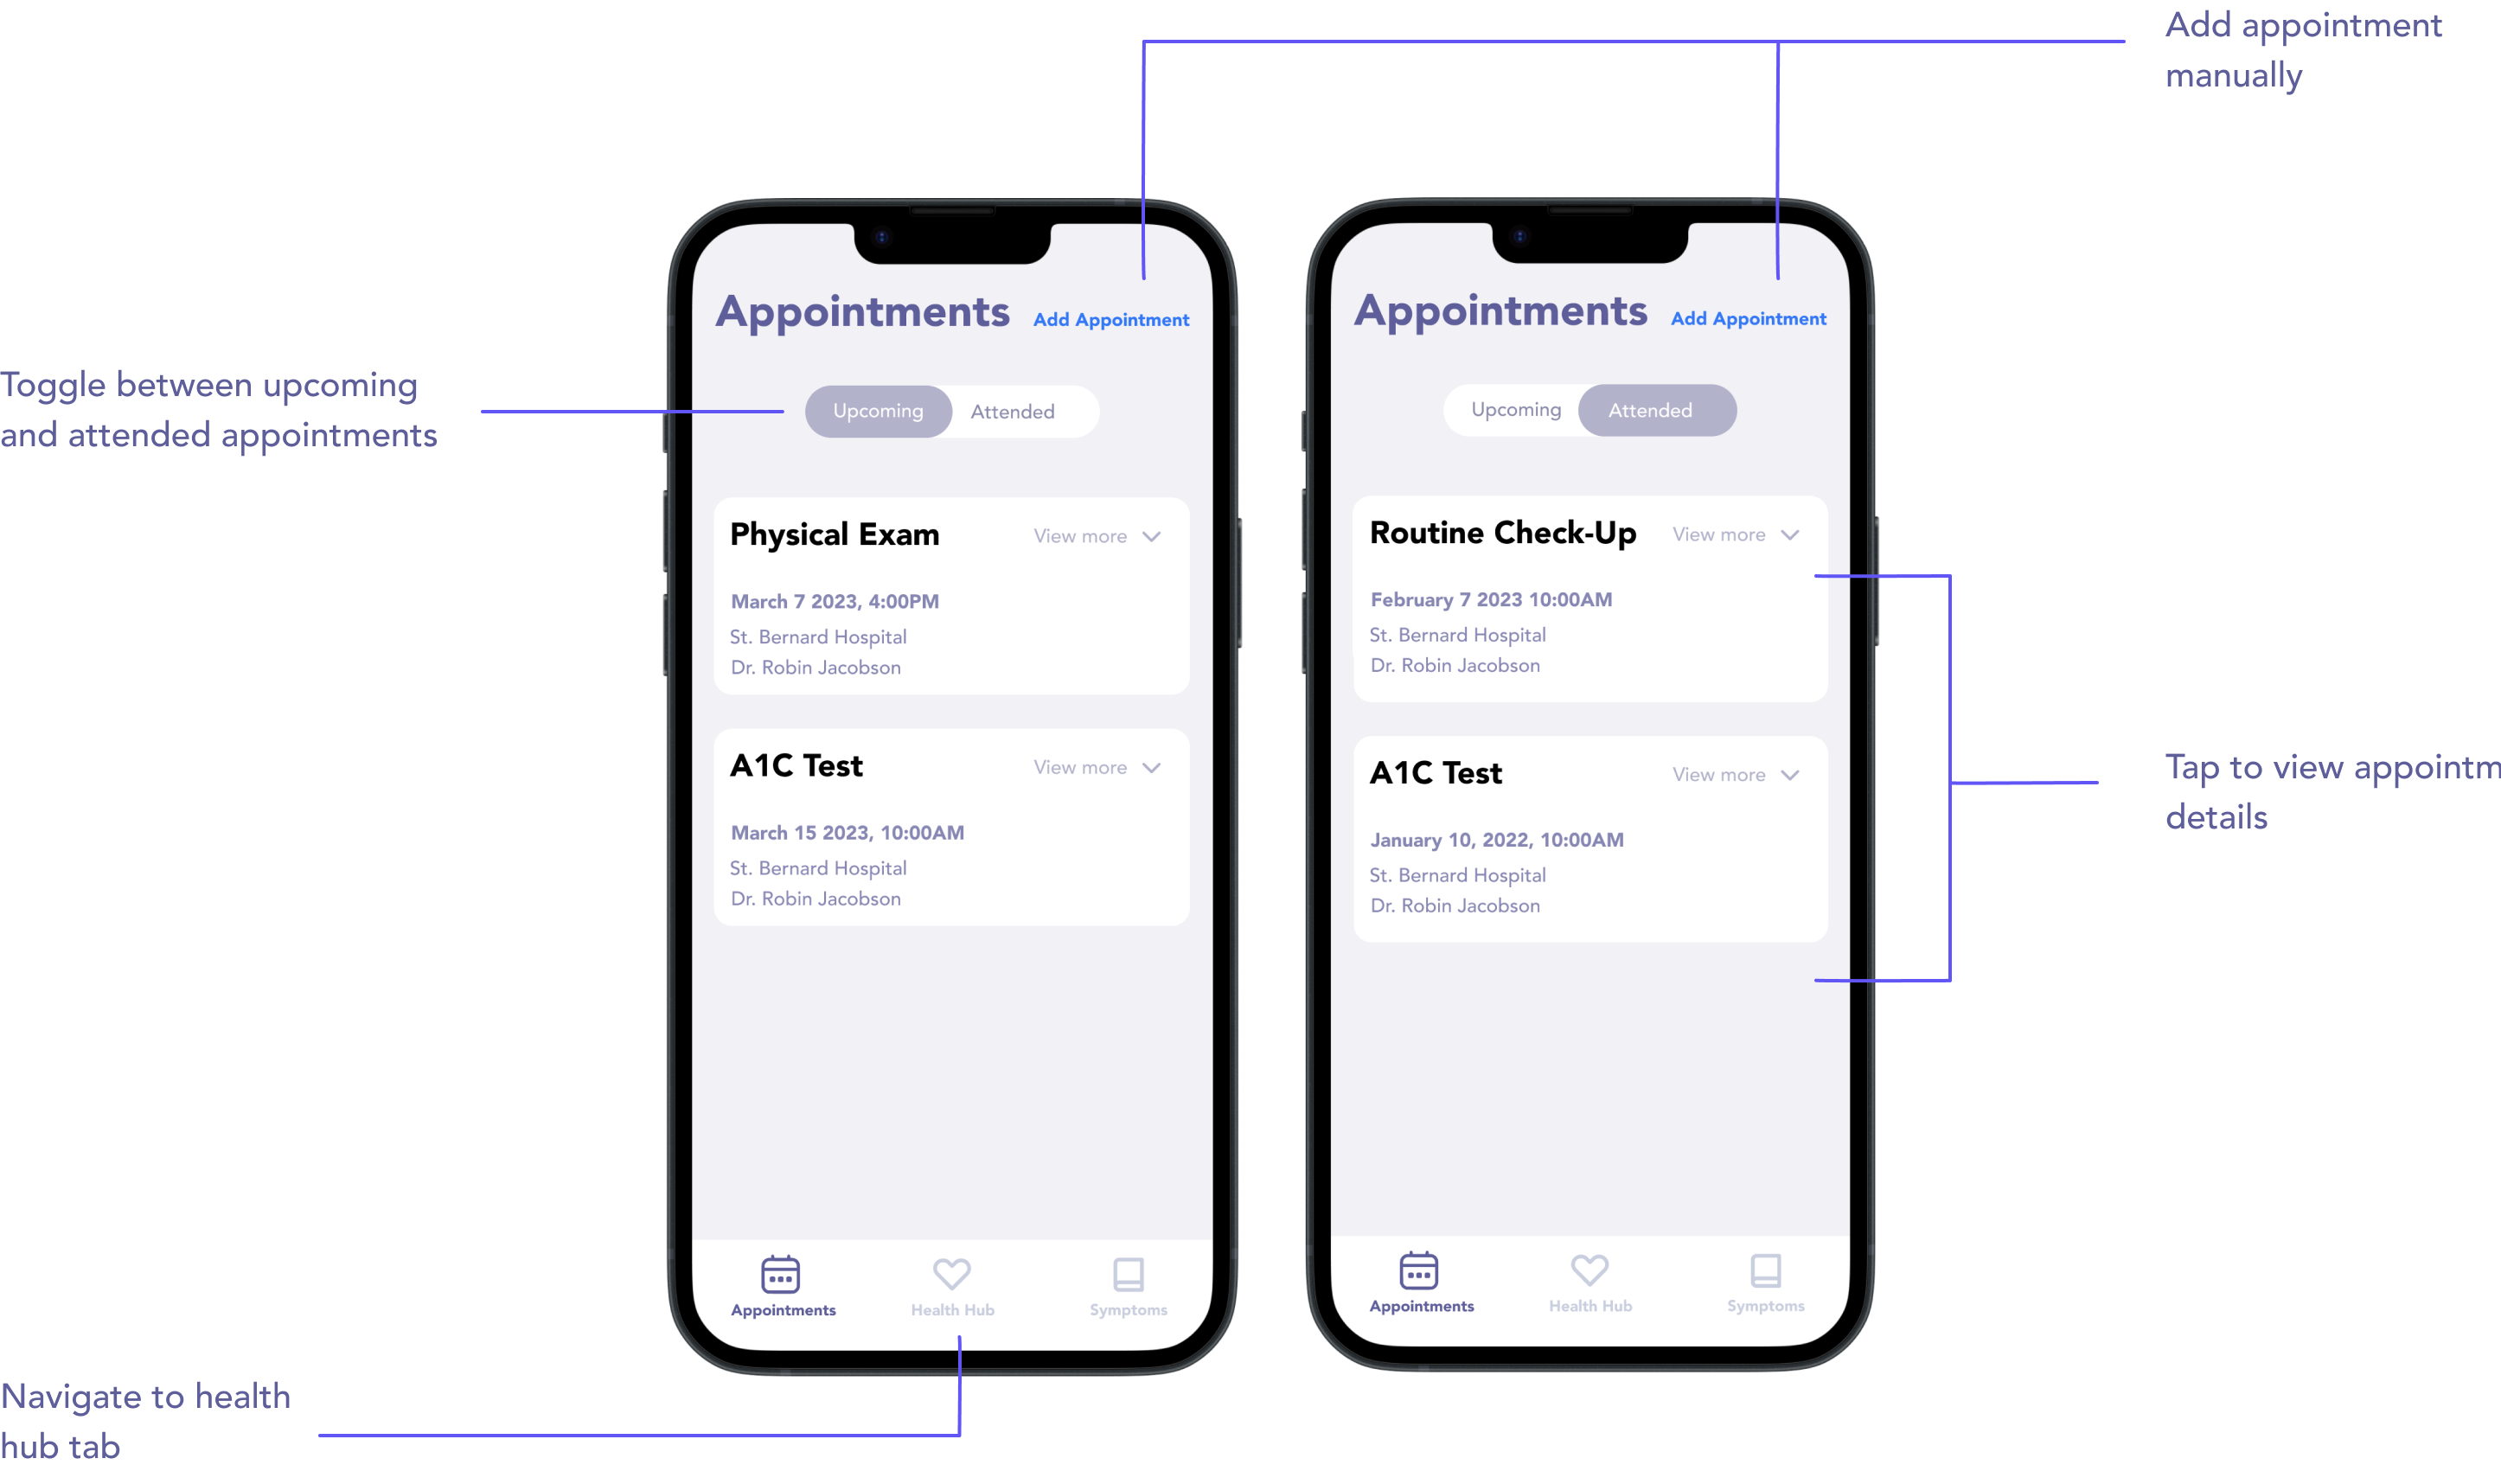 Add appointment
manually
Toggle between upcoming
and attended appointments
Appointments
Add Appointment
Upcoming
Attended
Physical Exam
View more
March 7 2023, 4:00PM
St. Bernard Hospital
Dr. Robin Jacobson
A1C Test
View more
March 15 2023, 10:00AM
St. Bernard Hospital
Dr. Robin Jacobson
Appointments
Health Hub
Symptoms
Appointments
Add Appointment
Upcoming
Attended
Routine Check-Up
View more
February 7 2023 10:00AM
St. Bernard Hospital
Dr. Robin Jacobson
A1C Test
View more
January 10, 2022, 10:00AM
St. Bernard Hospital
Dr. Robin Jacobson
Appointments
Health Hub
Symptoms
Tap to view appointm
details
Navigate to health
hub tab